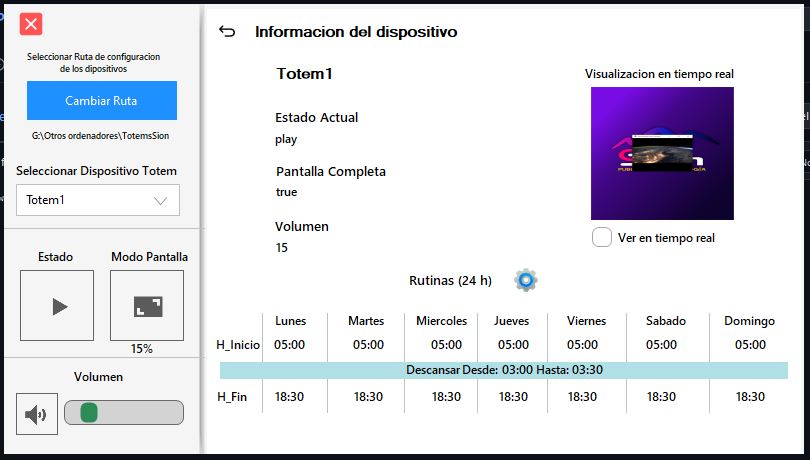 Seleccionar Ruta de configuracion
de los dipositivos
Cambiar Ruta
G:\Otros ordenadores\TotemsSion
Seleccionar Dispositivo Totem
Totem1
Estado
Modo Pantalla
15%
Volumen
Informacion del dispositivo
Totem1
Estado Actual
play
Pantalla Completa
true
Volumen
15
Visualizacion en tiempo real
Ver en tiempo real
Rutinas (24 h)
Lunes Martes Miercoles Jueves Viernes Sabado Domingo
H_Inicio 05:00 05:00 05:00 05:00 05:00 05:00 05:00
Descansar Desde: 03:00 Hasta: 03:30
H_Fin 18:30 18:30 18:30 18:30 18:30 18:30 18:30